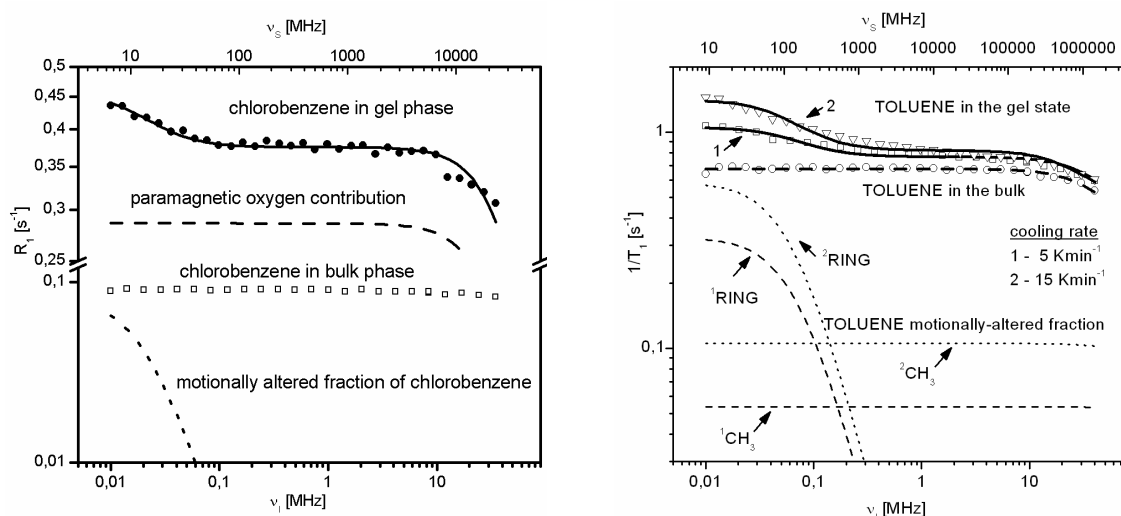 ν_S [MHz]
10 100 1000 10000
0,5
0,45
0,4
0,35
0,3
0,25
0,1
0,01
R_1 [s^-1]
chlorobenzene in gel phase
paramagnetic oxygen contribution
chlorobenzene in bulk phase
motionally altered fraction of chlorobenzene
0,01 0,1 1 10
ν_I [MHz]
ν_S [MHz]
10 100 1000 10000 100000 1000000
1
0,1
1/T_1 [s^-1]
2
TOLUENE in the gel state
1
TOLUENE in the bulk
cooling rate
1 - 5 Kmin^-1
2 - 15 Kmin^-1
^2RING
^1RING
TOLUENE motionally-altered fraction
^2CH_3
^1CH_3
0,01 0,1 1 10
ν_I [MHz]